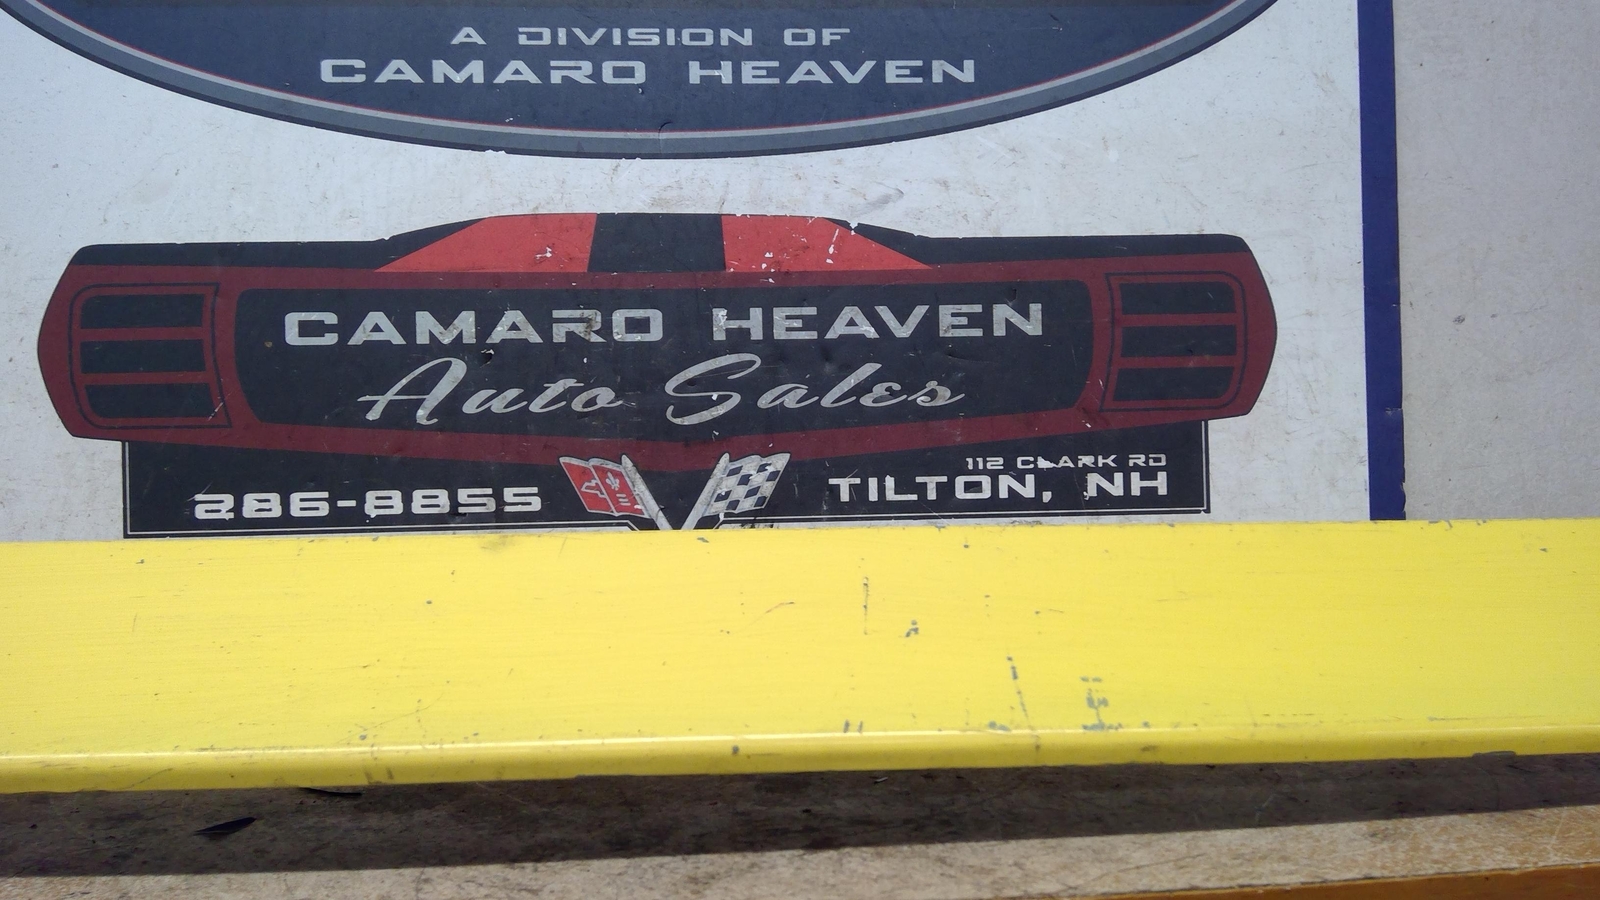 A DIVISION OF
CAMARO HEAVEN
CAMARO HEAVEN
Auto Sales
286-8855
112 CLARK RD
TILTON, NH